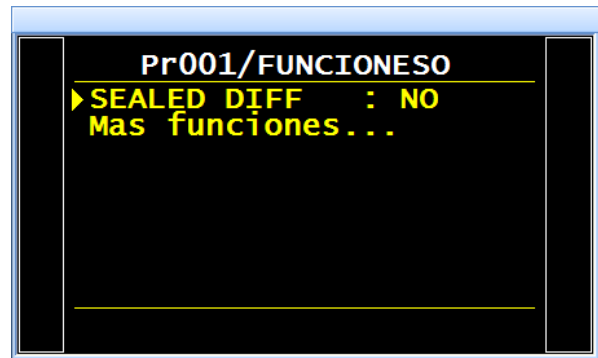 Pr001/FUNCIONESO
SEALED DIFF : NO
Mas funciones...